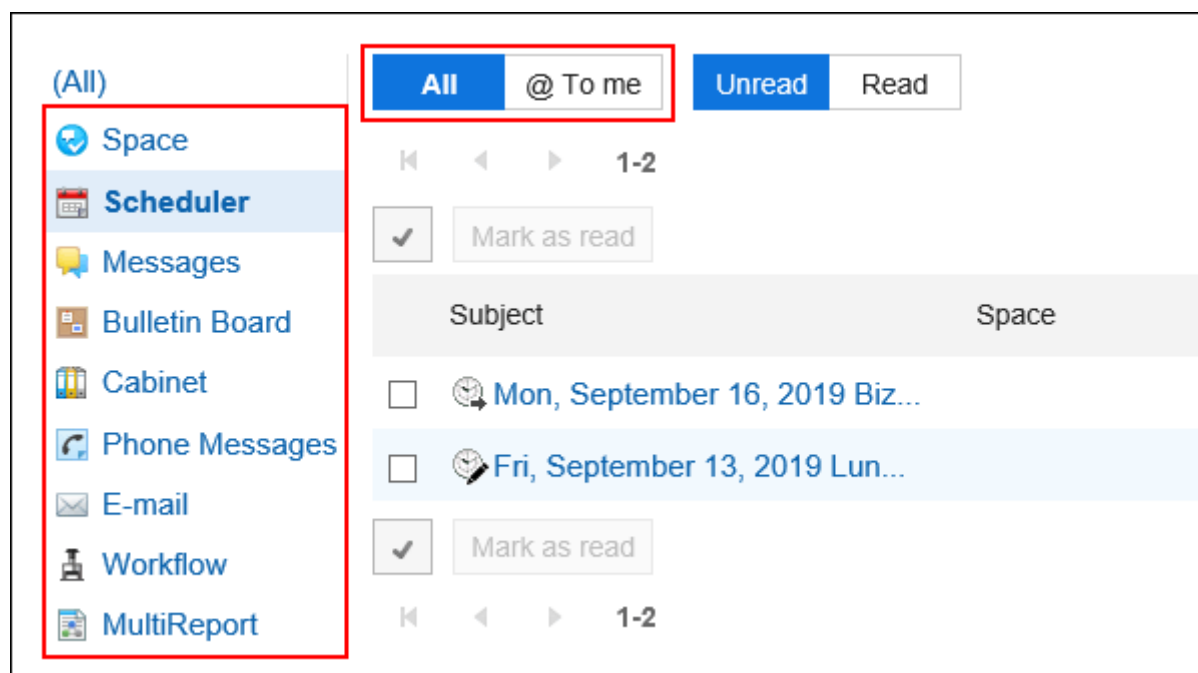 (All)
Space
Scheduler
Messages
Bulletin Board
Cabinet
Phone Messages
E-mail
Workflow
MultiReport
All @ To me Unread Read
1-2
Mark as read
Subject Space
Mon, September 16, 2019 Biz...
Fri, September 13, 2019 Lun...
Mark as read
1-2